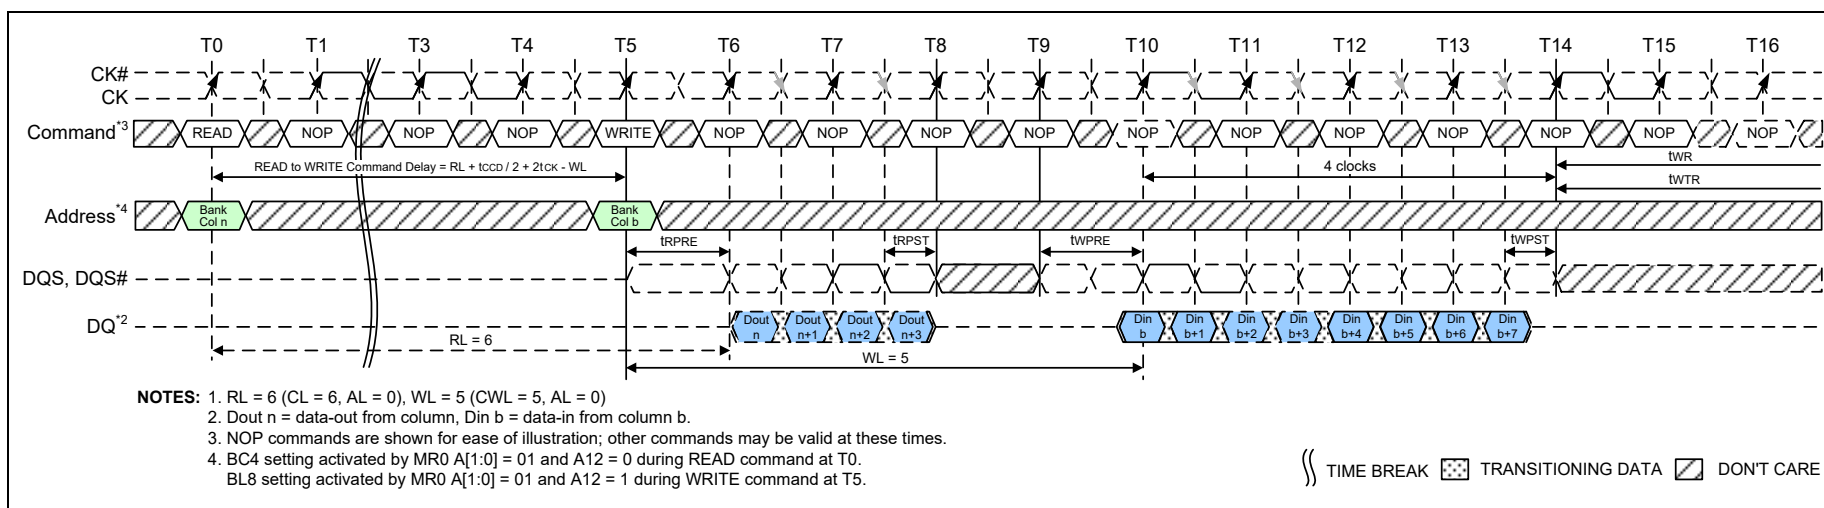 T0 T1 T3 T4 T5 T6 T7 T8 T9 T10 T11 T12 T13 T14 T15 T16
CK#
CK
Command*3 READ NOP NOP NOP WRITE NOP NOP NOP NOP NOP NOP NOP NOP NOP NOP NOP
READ to WRITE Command Delay = RL + tCCD / 2 + 2tCK - WL
4 clocks
tWR
tWTR
Address*4
Bank Col n
Bank Col b
tRPRE tRPST tWPRE tWPST
DQS, DQS#
DQ*2
Dout n Dout n+1 Dout n+2 Dout n+3 Din b Din b+1 Din b+2 Din b+3 Din b+4 Din b+5 Din b+6 Din b+7
RL = 6
WL = 5
NOTES: 1. RL = 6 (CL = 6, AL = 0), WL = 5 (CWL = 5, AL = 0)
2. Dout n = data-out from column, Din b = data-in from column b.
3. NOP commands are shown for ease of illustration; other commands may be valid at these times.
4. BC4 setting activated by MR0 A[1:0] = 01 and A12 = 0 during READ command at T0.
BL8 setting activated by MR0 A[1:0] = 01 and A12 = 1 during WRITE command at T5.
TIME BREAK TRANSITIONING DATA DON'T CARE